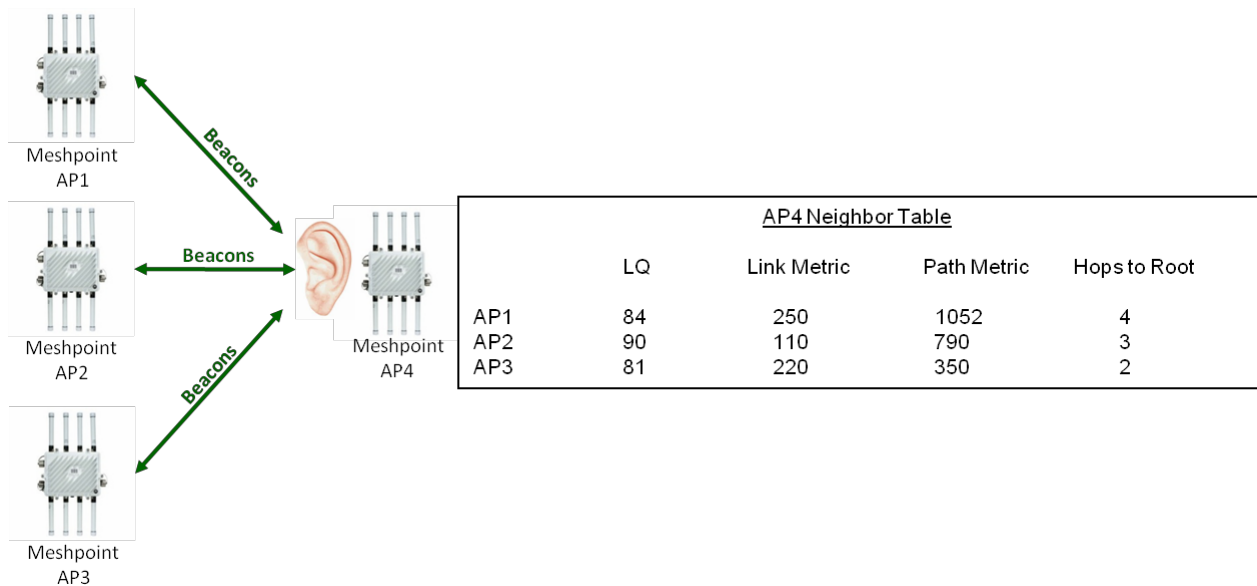 Beacons
Meshpoint
AP1
Beacons
Meshpoint
AP2
Beacons
Meshpoint
AP3
Meshpoint
AP4
AP4 Neighbor Table
LQ Link Metric Path Metric Hops to Root
AP1 84 250 1052 4
AP2 90 110 790 3
AP3 81 220 350 2